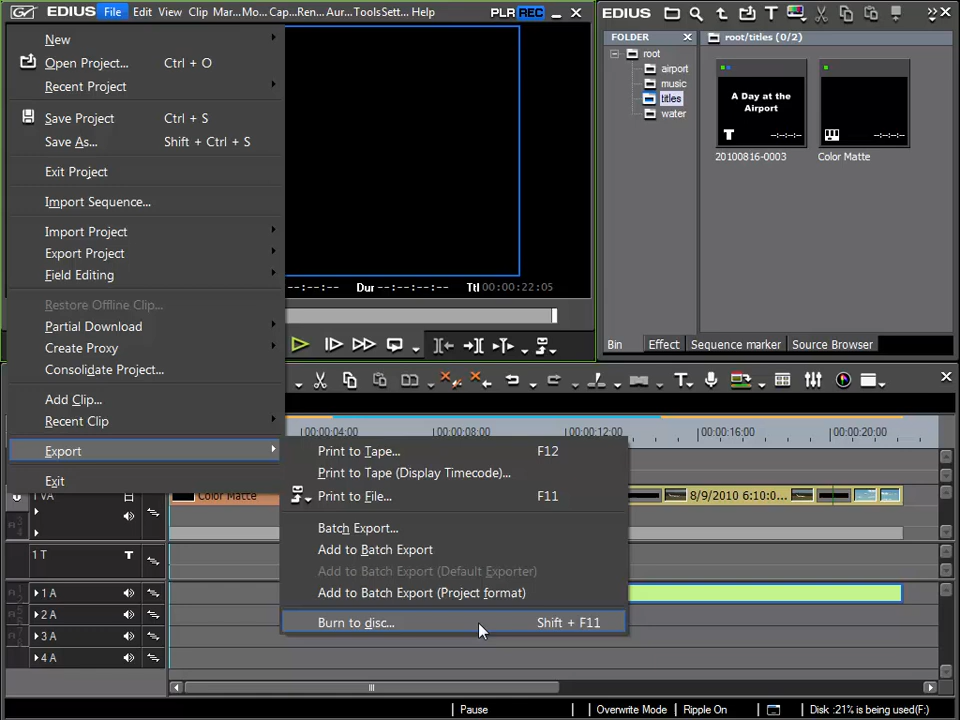 File Edit View Clip Mar...Mo... Cap...Ren... Aur...ToolsSett... Help PLR REC
New
Open Project... Ctrl + O
Recent Project
Save Project Ctrl + S
Save As... Shift + Ctrl + S
Exit Project
Import Sequence...
Import Project
Export Project
Field Editing
Restore Offline Clip...
Partial Download
Create Proxy
Consolidate Project...
Add Clip...
Recent Clip
Export
Exit
--:--:-- Dur --:--:-- Ttl 00:00:22:05
EDIUS
FOLDER
root
airport
music
titles
water
root/titles (0/2)
A Day at the
Airport
T --:--:--
20100816-0003
--:--:--
Color Matte
Bin Effect Sequence marker Source Browser
00:00:04:00 00:00:08:00 00:00:12:00 00:00:16:00 00:00:20:00
Print to Tape... F12
Print to Tape (Display Timecode)...
Print to File... F11
Batch Export...
Add to Batch Export
Add to Batch Export (Default Exporter)
Add to Batch Export (Project format)
Burn to disc... Shift + F11
1 VA Color Matte 8/9/2010 6:10:0...
1 T T
1 A
2 A
3 A
4 A
Pause Overwrite Mode Ripple On Disk :21% is being used(F:)